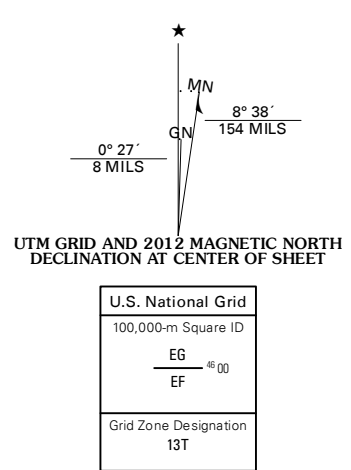 ★
MN
8° 38´
154 MILS
GN
0° 27´
8 MILS
UTM GRID AND 2012 MAGNETIC NORTH
DECLINATION AT CENTER OF SHEET
U.S. National Grid
100,000-m Square ID
EG
46 00
EF
Grid Zone Designation
13T